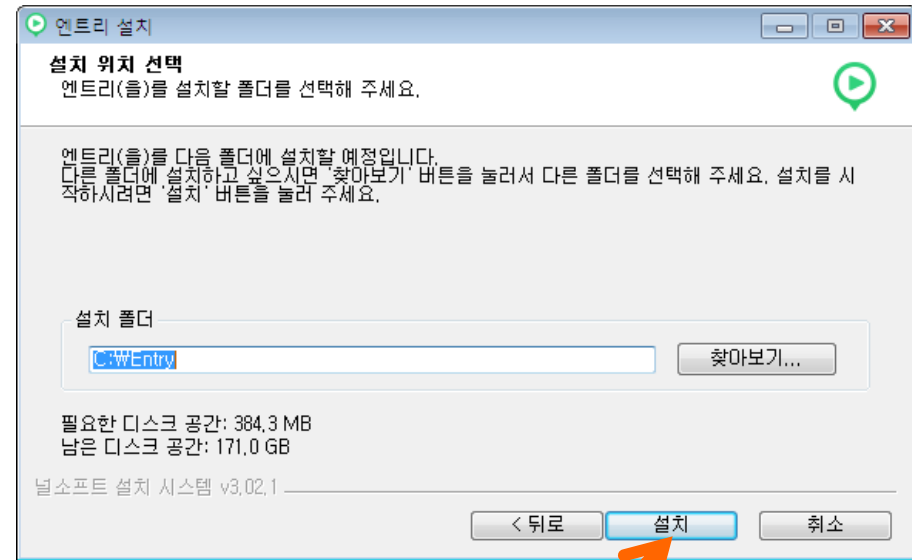 엔트리 설치
설치 위치 선택
엔트리(을)를 설치할 폴더를 선택해 주세요.
엔트리(을)를 다음 폴더에 설치할 예정입니다.
다른 폴더에 설치하고 싶으시면 '찾아보기' 버튼을 눌러서 다른 폴더를 선택해 주세요. 설치를 시
작하시려면 '설치' 버튼을 눌러 주세요.
설치 폴더
C:₩Entry
찾아보기...
필요한 디스크 공간: 384.3 MB
남은 디스크 공간: 171.0 GB
널소프트 설치 시스템 v3.02.1
< 뒤로
설치
취소